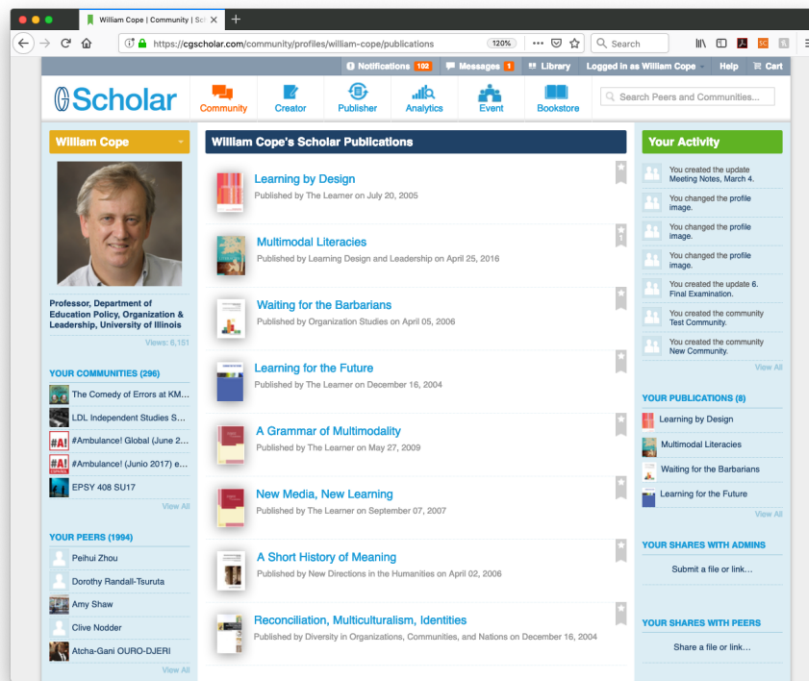 William Cope | Community | Sch
https://cgscholar.com/community/profiles/william-cope/publications
120%
Search
Notifications 102
Messages 1
Library
Logged in as William Cope
Help
Cart
Scholar
Community
Creator
Publisher
Analytics
Event
Bookstore
Search Peers and Communities...
William Cope
Professor, Department of
Education Policy, Organization &
Leadership, University of Illinois
Views: 6,151
YOUR COMMUNITIES (296)
The Comedy of Errors at KM...
LDL Independent Studies S...
#A!
#Ambulance! Global (June 2...
#A!
#Ambulance! (Junio 2017) e...
EPSY 408 SU17
View All
YOUR PEERS (1994)
Peihui Zhou
Dorothy Randall-Tsuruta
Amy Shaw
Clive Nodder
Atcha-Gani OURO-DJERI
View All
William Cope's Scholar Publications
Learning by Design
Published by The Learner on July 20, 2005
Multimodal Literacies
1
Published by Learning Design and Leadership on April 25, 2016
Waiting for the Barbarians
Published by Organization Studies on April 05, 2006
Learning for the Future
Published by The Learner on December 16, 2004
A Grammar of Multimodality
Published by The Learner on May 27, 2009
New Media, New Learning
Published by The Learner on September 07, 2007
A Short History of Meaning
Published by New Directions in the Humanities on April 02, 2006
Reconciliation, Multiculturalism, Identities
Published by Diversity in Organizations, Communities, and Nations on December 16, 2004
Your Activity
You created the update
Meeting Notes, March 4.
You changed the profile
image.
You changed the profile
image.
You changed the profile
image.
You created the update 6.
Final Examination.
You created the community
Test Community.
You created the community
New Community.
View All
YOUR PUBLICATIONS (8)
Learning by Design
Multimodal Literacies
Waiting for the Barbarians
Learning for the Future
View All
YOUR SHARES WITH ADMINS
Submit a file or link...
YOUR SHARES WITH PEERS
Share a file or link...